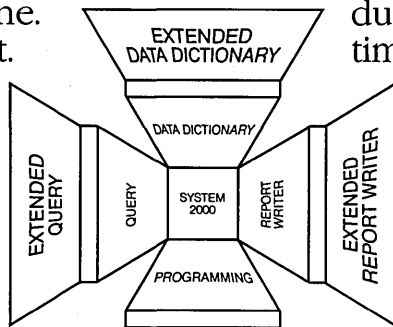 ne.
du
t.
tim
EXTENDED
DATA DICTIONARY
DATA DICTIONARY
EXTENDED
QUERY
QUERY
SYSTEM
2000
REPORT
WRITER
EXTENDED
REPORT WRITER
PROGRAMMING